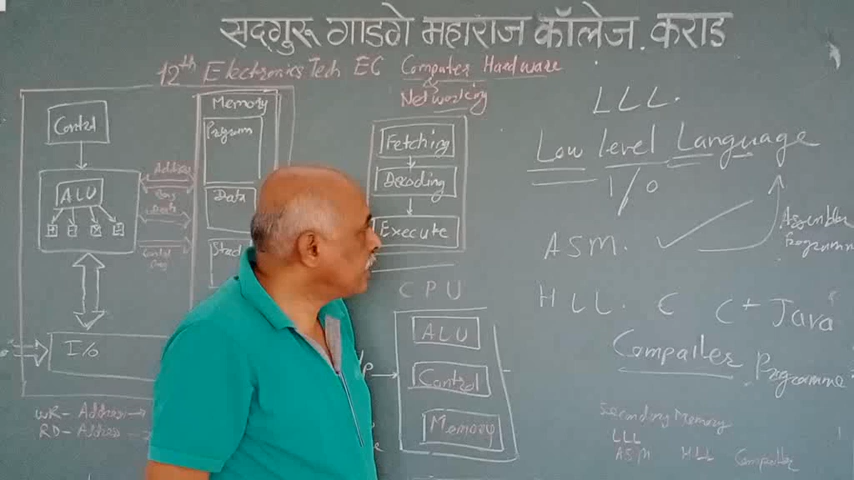 सद्गुरू गाडगे महाराज कॉलेज. कराड
12th Electronics Tech EC Computer Hardware
&
Networking
Control
ALU
I/o
Address
Memory
Program
Data
WR- Address
RD- Address
Fetching
Decoding
Execute
CPU
ALU
Control
Memory
LLL.
Low level Language
1/0
ASM.
Assembler
Programm
HLL. C C++ Java
Compailer Programme
Secondary Memory
LLL
ASM HLL Compailer